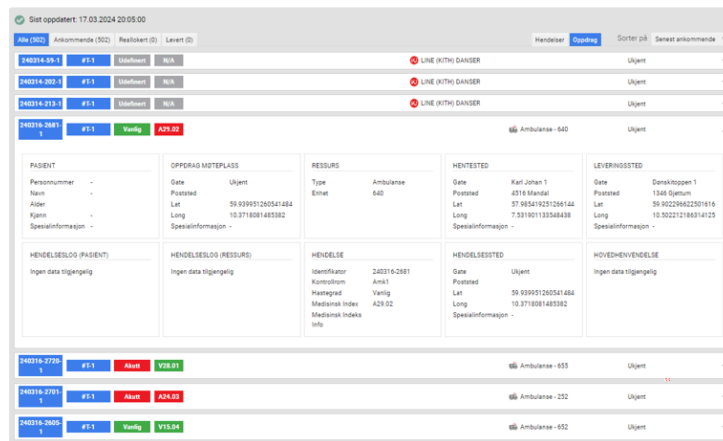 Sist oppdatert: 17.03.2024 20:05:00
Alle (502) Ankommende (502) Reallokert (0) Levert (0) Hendelser Oppdrag Sorter på Senest ankommende
240314-59-1 #T-1 Udefinert N/A LINE (KITH) DANSER Ukjent
240314-202-1 #T-1 Udefinert N/A LINE (KITH) DANSER Ukjent
240314-213-1 #T-1 Udefinert N/A LINE (KITH) DANSER Ukjent
240316-2681-1 #T-1 Vanlig A29.02 Ambulanse - 640 Ukjent
PASIENT
Personnummer -
Navn -
Alder
Kjønn -
Spesialinformasjon -
OPPDRAG MØTEPLASS
Gate Ukjent
Poststed
Lat 59.939951260541484
Long 10.3718081485382
Spesialinformasjon -
RESSURS
Type Ambulanse
Enhet 640
HENTESTED
Gate Karl Johan 1
Poststed 4516 Mandal
Lat 57.985419251266144
Long 7.531901133548438
Spesialinformasjon -
LEVERINGSSTED
Gate Dønskitoppen 1
Poststed 1346 Gjettum
Lat 59.902296622501616
Long 10.502212186314125
Spesialinformasjon -
HENDELSESLOG (PASIENT)
Ingen data tilgjengelig
HENDELSESLOG (RESSURS)
Ingen data tilgjengelig
HENDELSE
Identifikator 240316-2681
Kontrollrom Amk1
Hastegrad Vanlig
Medisinsk Index A29.02
Medisinsk Indeks
Info
HENDELSESSTED
Gate Ukjent
Poststed
Lat 59.939951260541484
Long 10.3718081485382
Spesialinformasjon -
HOVEDHENVENDELSE
Ingen data tilgjengelig
240316-2720-1 #T-1 Akutt V28.01 Ambulanse - 655 Ukjent
240316-2701-1 #T-1 Akutt A24.03 Ambulanse - 252 Ukjent
240316-2605-1 #T-1 Vanlig V15.04 Ambulanse - 652 Ukjent